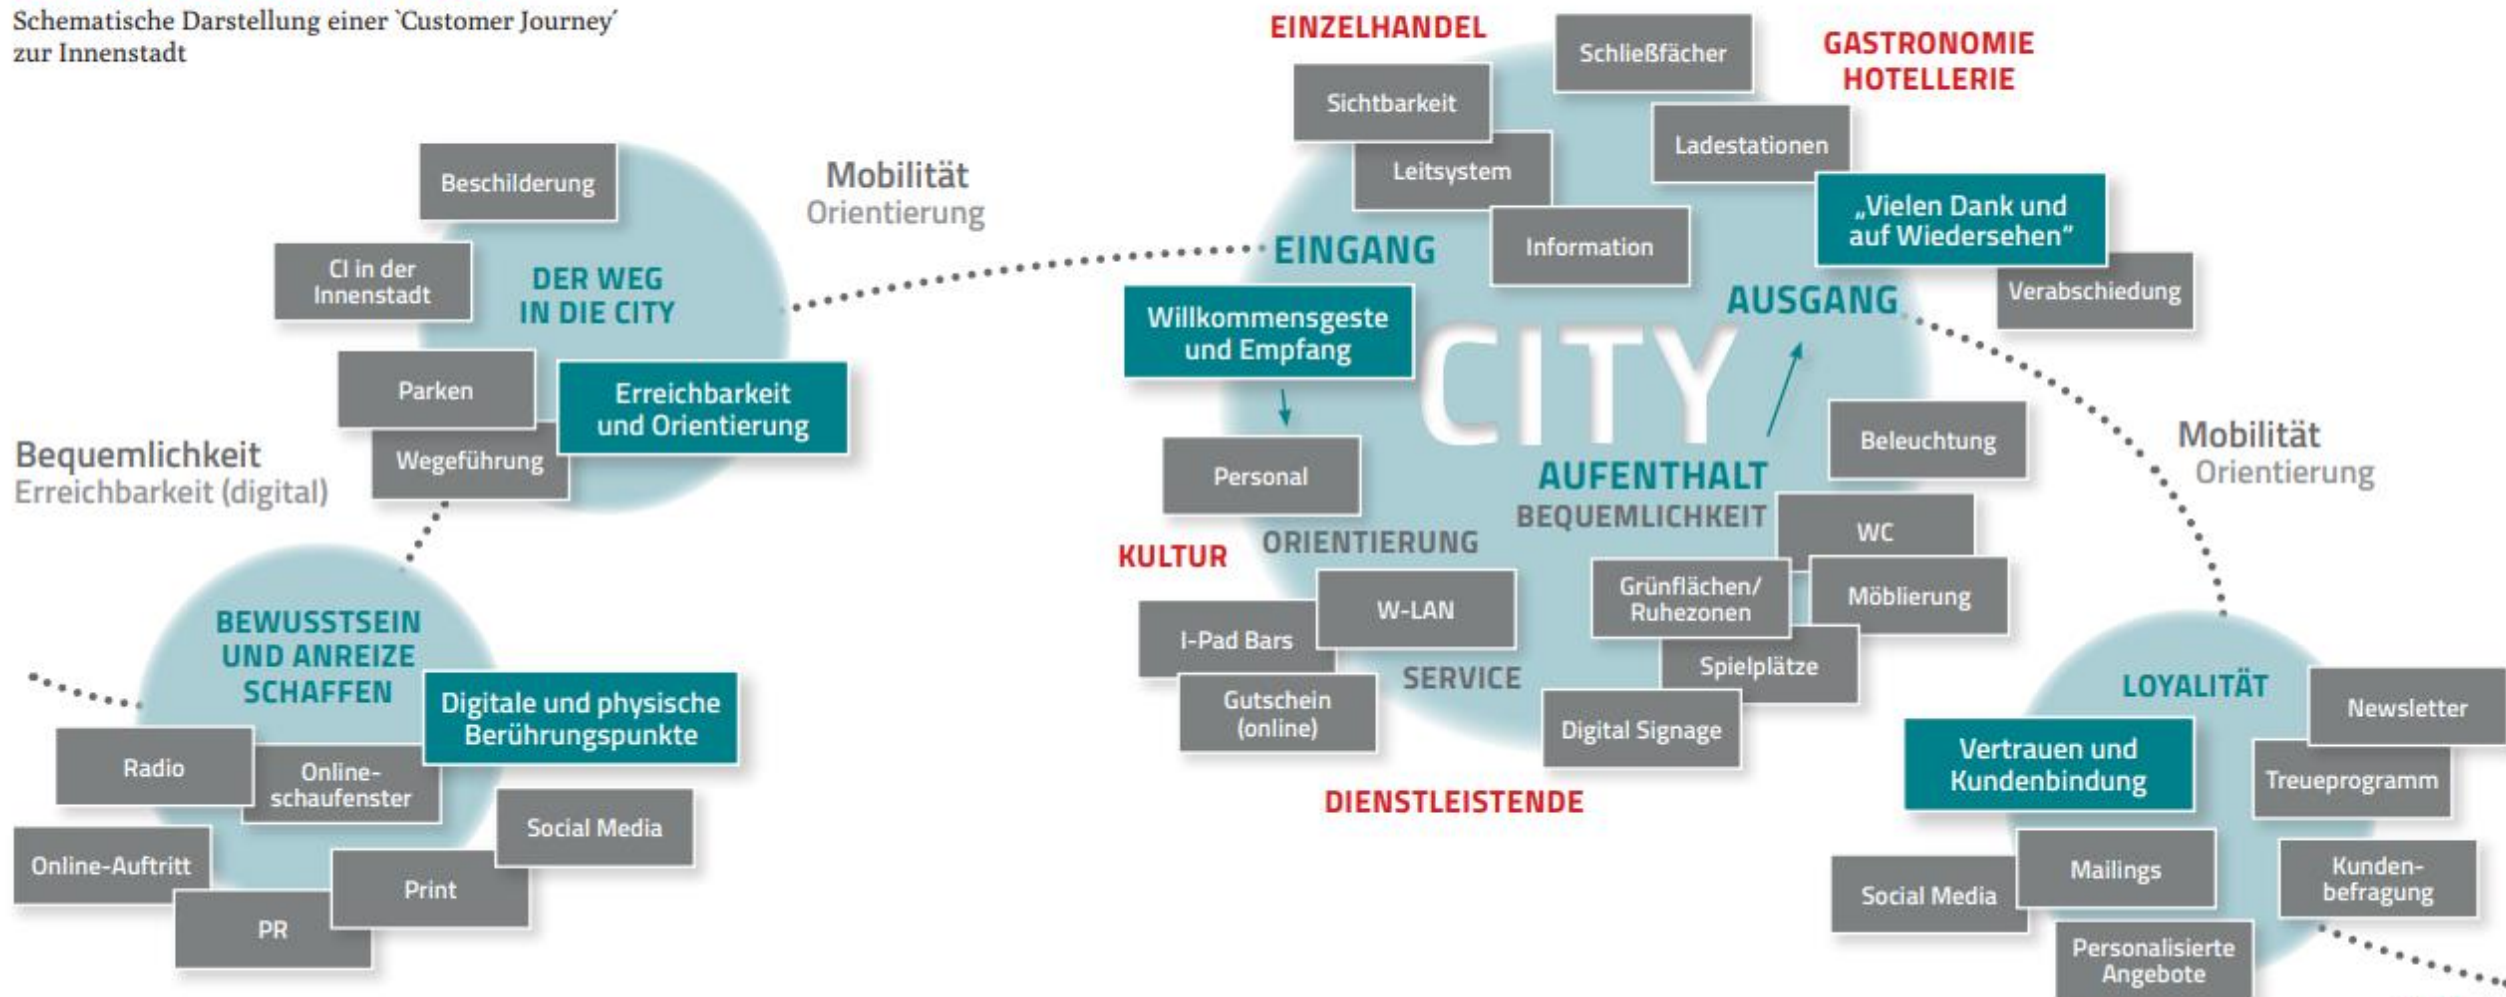 Schematische Darstellung einer `Customer Journey´
zur Innenstadt
Beschilderung
CI in der
Innenstadt
DER WEG
IN DIE CITY
Parken
Erreichbarkeit
und Orientierung
Wegeführung
Bequemlichkeit
Erreichbarkeit (digital)
BEWUSSTSEIN
UND ANREIZE
SCHAFFEN
Digitale und physische
Berührungspunkte
Radio
Online-
schaufenster
Social Media
Online-Auftritt
Print
PR
Mobilität
Orientierung
EINZELHANDEL
Schließfächer
GASTRONOMIE
HOTELLERIE
Sichtbarkeit
Leitsystem
Ladestationen
Information
„Vielen Dank und
auf Wiedersehen“
Verabschiedung
EINGANG
AUSGANG
Willkommensgeste
und Empfang
CITY
Personal
Beleuchtung
AUFENTHALT
BEQUEMLICHKEIT
ORIENTIERUNG
KULTUR
WC
Grünflächen/
Ruhezonen
Möblierung
W-LAN
I-Pad Bars
Spielplätze
SERVICE
Gutschein
(online)
Digital Signage
DIENSTLEISTENDE
Mobilität
Orientierung
LOYALITÄT
Newsletter
Vertrauen und
Kundenbindung
Treueprogramm
Mailings
Kunden-
befragung
Social Media
Personalisierte
Angebote